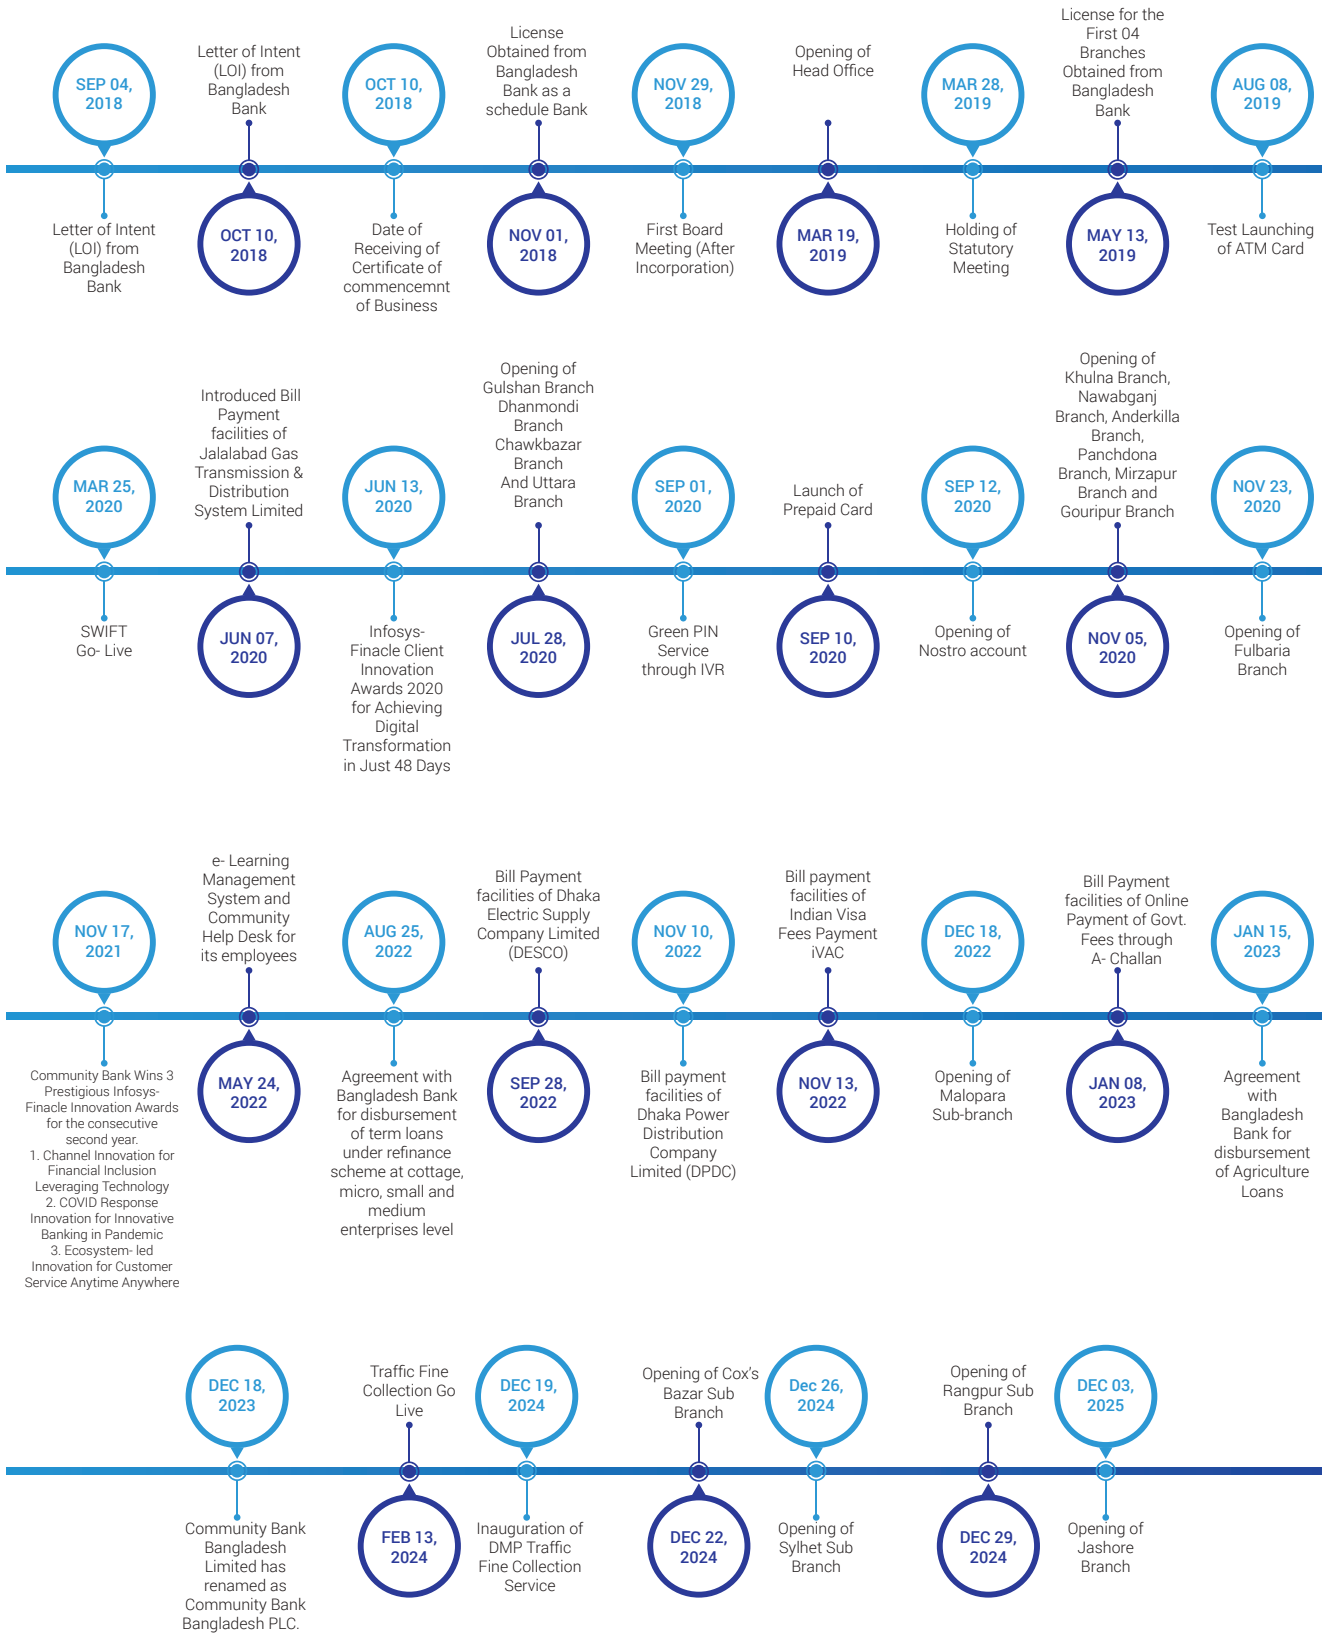 SEP 04,
2018
Letter of Intent
(LOI) from
Bangladesh
Bank
Letter of Intent
(LOI) from
Bangladesh
Bank
OCT 10,
2018
OCT 10,
2018
Date of
Receiving of
Certificate of
commencemnt
of Business
License
Obtained from
Bangladesh
Bank as a
schedule Bank
NOV 01,
2018
NOV 29,
2018
First Board
Meeting (After
Incorporation)
Opening of
Head Office
MAR 19,
2019
MAR 28,
2019
Holding of
Statutory
Meeting
License for the
First 04
Branches
Obtained from
Bangladesh
Bank
MAY 13,
2019
AUG 08,
2019
Test Launching
of ATM Card
MAR 25,
2020
SWIFT
Go- Live
Introduced Bill
Payment
facilities of
Jalalabad Gas
Transmission &
Distribution
System Limited
JUN 07,
2020
JUN 13,
2020
Infosys-
Finacle Client
Innovation
Awards 2020
for Achieving
Digital
Transformation
in Just 48 Days
Opening of
Gulshan Branch
Dhanmondi
Branch
Chawkbazar
Branch
And Uttara
Branch
JUL 28,
2020
SEP 01,
2020
Green PIN
Service
through IVR
Launch of
Prepaid Card
SEP 10,
2020
SEP 12,
2020
Opening of
Nostro account
Opening of
Khulna Branch,
Nawabganj
Branch, Anderkilla
Branch,
Panchdona
Branch, Mirzapur
Branch and
Gouripur Branch
NOV 05,
2020
NOV 23,
2020
Opening of
Fulbaria
Branch
NOV 17,
2021
Community Bank Wins 3
Prestigious Infosys-
Finacle Innovation Awards
for the consecutive
second year.
1. Channel Innovation for
Financial Inclusion
Leveraging Technology
2. COVID Response
Innovation for Innovative
Banking in Pandemic
3. Ecosystem- led
Innovation for Customer
Service Anytime Anywhere
e- Learning
Management
System and
Community
Help Desk for
its employees
MAY 24,
2022
AUG 25,
2022
Agreement with
Bangladesh Bank
for disbursement
of term loans
under refinance
scheme at cottage,
micro, small and
medium
enterprises level
Bill Payment
facilities of Dhaka
Electric Supply
Company Limited
(DESCO)
SEP 28,
2022
NOV 10,
2022
Bill payment
facilities of
Dhaka Power
Distribution
Company
Limited (DPDC)
Bill payment
facilities of
Indian Visa
Fees Payment
iVAC
NOV 13,
2022
DEC 18,
2022
Opening of
Malopara
Sub-branch
Bill Payment
facilities of Online
Payment of Govt.
Fees through
A- Challan
JAN 08,
2023
JAN 15,
2023
Agreement
with
Bangladesh
Bank for
disbursement
of Agriculture
Loans
DEC 18,
2023
Community Bank
Bangladesh
Limited has
renamed as
Community Bank
Bangladesh PLC.
Traffic Fine
Collection Go
Live
FEB 13,
2024
DEC 19,
2024
Inauguration of
DMP Traffic
Fine Collection
Service
Opening of Cox's
Bazar Sub
Branch
DEC 22,
2024
Dec 26,
2024
Opening of
Sylhet Sub
Branch
Opening of
Rangpur Sub
Branch
DEC 29,
2024
DEC 03,
2025
Opening of
Jashore
Branch